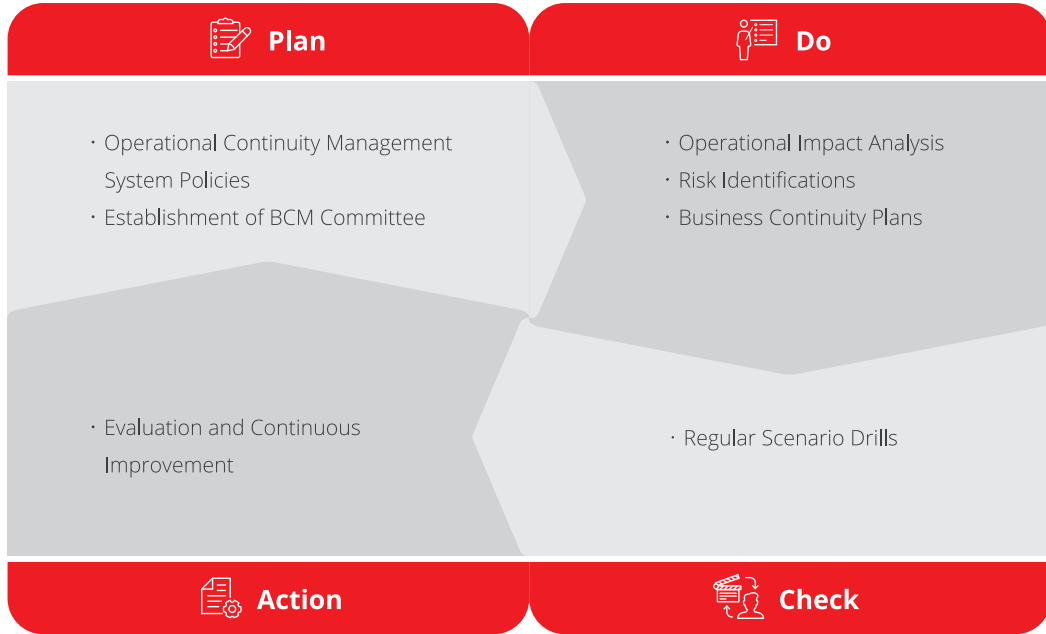 Plan
· Operational Continuity Management
System Policies
· Establishment of BCM Committee
Do
· Operational Impact Analysis
· Risk Identifications
· Business Continuity Plans
· Evaluation and Continuous
Improvement
Action
· Regular Scenario Drills
Check